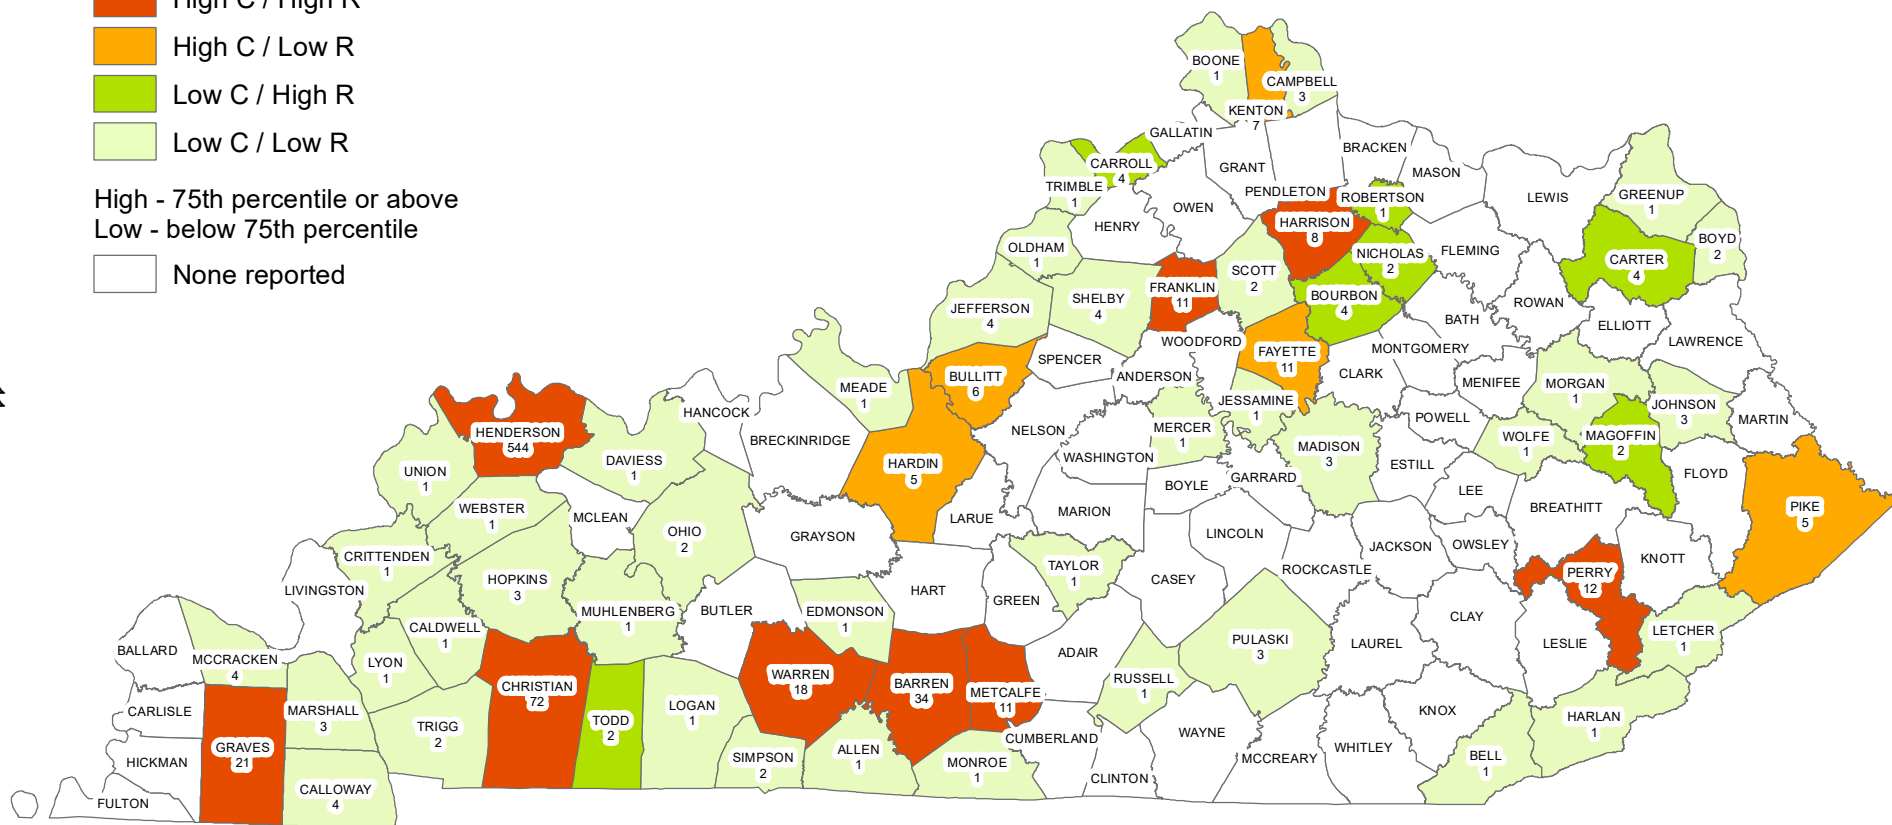 High C / High R
High C / Low R
Low C / High R
Low C / Low R
High - 75th percentile or above
Low - below 75th percentile
None reported
BOONE
1
CAMPBELL
3
KENTON
7
GALLATIN
CARROLL
4
TRIMBLE
1
GRANT
BRACKEN
MASON
PENDLETON
ROBERTSON
1
LEWIS
GREENUP
1
OWEN
HENRY
HARRISON
8
OLDHAM
1
NICHOLAS
2
FLEMING
BOYD
2
CARTER
4
SCOTT
2
FRANKLIN
11
SHELBY
4
BOURBON
4
JEFFERSON
4
ROWAN
BATH
ELLIOTT
LAWRENCE
WOODFORD
FAYETTE
11
MONTGOMERY
SPENCER
CLARK
BULLITT
6
ANDERSON
MENIFEE
MORGAN
1
MEADE
1
JESSAMINE
1
JOHNSON
3
HANCOCK
POWELL
MARTIN
HENDERSON
544
BRECKINRIDGE
NELSON
MERCER
1
MADISON
3
WOLFE
1
MAGOFFIN
2
WASHINGTON
DAVIESS
1
HARDIN
5
ESTILL
UNION
1
FLOYD
GARRARD
BOYLE
LEE
WEBSTER
1
MCLEAN
LARUE
MARION
BREATHITT
PIKE
5
OHIO
2
GRAYSON
LINCOLN
JACKSON
OWSLEY
CRITTENDEN
1
KNOTT
TAYLOR
1
ROCKCASTLE
PERRY
12
HOPKINS
3
CASEY
LIVINGSTON
HART
GREEN
MUHLENBERG
1
BUTLER
EDMONSON
1
CLAY
CALDWELL
1
LETCHER
1
PULASKI
3
LAUREL
LESLIE
BALLARD
ADAIR
MCCRACKEN
4
LYON
1
WARREN
18
RUSSELL
1
CHRISTIAN
72
BARREN
34
METCALFE
11
LOGAN
1
CARLISLE
MARSHALL
3
KNOX
HARLAN
1
TODD
2
TRIGG
2
WAYNE
CUMBERLAND
GRAVES
21
WHITLEY
ALLEN
1
BELL
1
SIMPSON
2
MCCREARY
HICKMAN
MONROE
1
CLINTON
CALLOWAY
4
FULTON